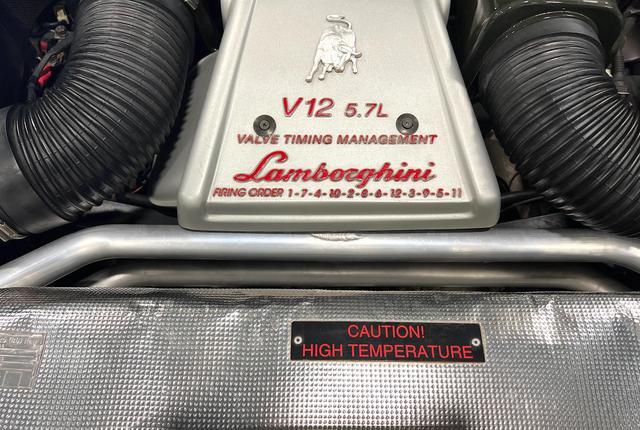 V12 5.7L
VALVE TIMING MANAGEMENT
Lamborghini
FIRING ORDER 1-7-4-10-2-8-6-12-3-9-5-11
CAUTION!
HIGH TEMPERATURE